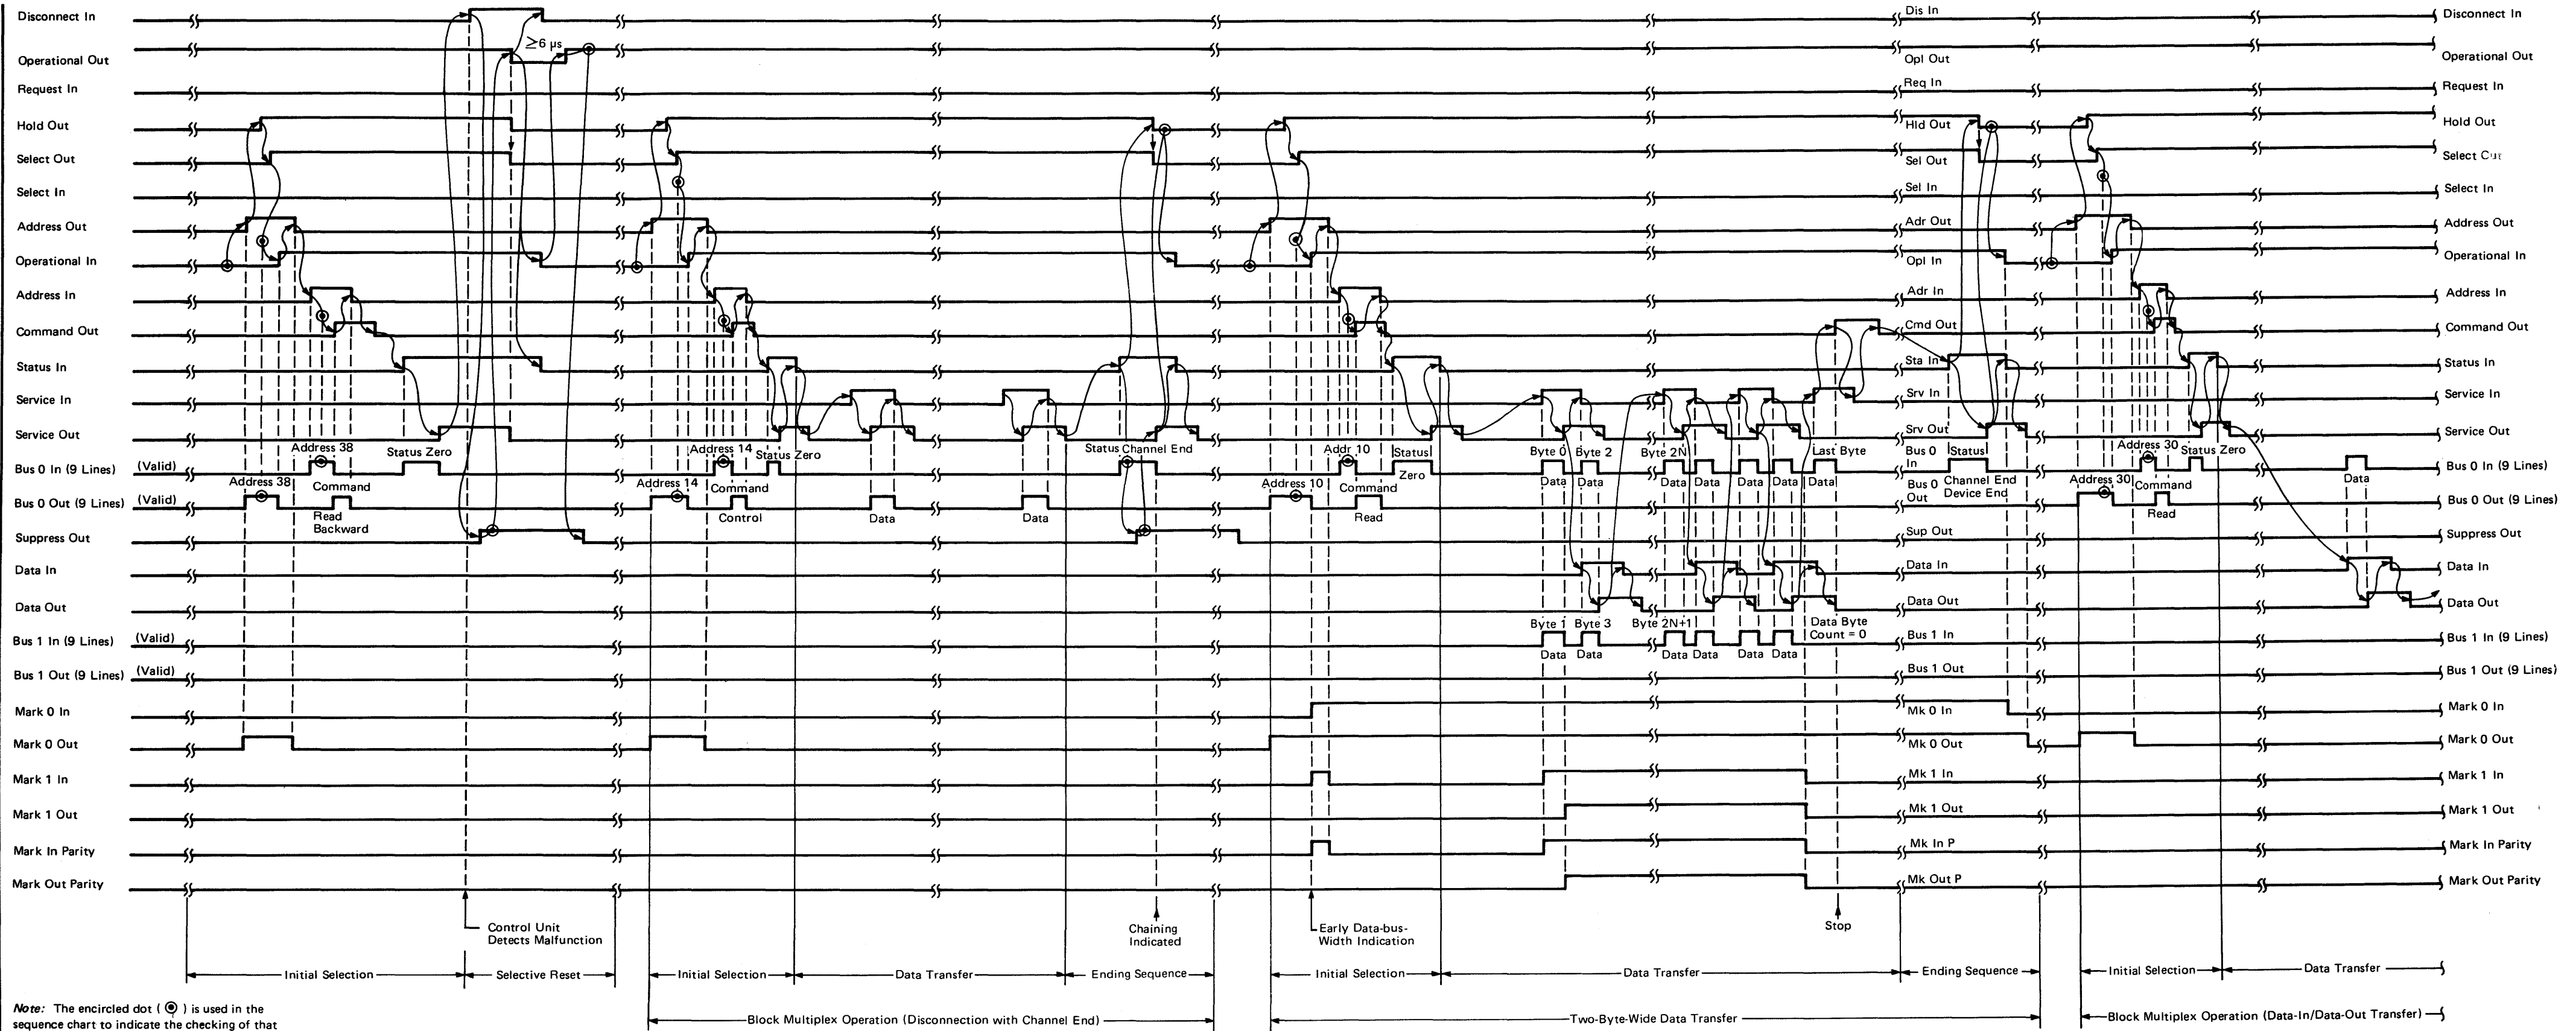 Disconnect In
Operational Out
Request In
Hold Out
Select Out
Select In
Address Out
Operational In
Address In
Command Out
Status In
Service In
Service Out
Bus 0 In (9 Lines) (Valid)
Bus 0 Out (9 Lines) (Valid)
Suppress Out
Data In
Data Out
Bus 1 In (9 Lines) (Valid)
Bus 1 Out (9 Lines) (Valid)
Mark 0 In
Mark 0 Out
Mark 1 In
Mark 1 Out
Mark In Parity
Mark Out Parity
≥6 µs
Address 38
Status Zero
Address 38
Command
Read
Backward
Address 14
Status Zero
Address 14
Command
Control
Data
Data
Status Channel End
Addr 10
Status
Zero
Address 10
Command
Read
Byte 0
Byte 2
Byte 2N
Last Byte
Data
Data
Data
Data
Data
Data
Data
Byte 1
Byte 3
Byte 2N+1
Data Byte
Count = 0
Data
Data
Data
Data
Data
Data
Dis In
Opl Out
Req In
Hld Out
Sel Out
Sel In
Adr Out
Opl In
Adr In
Cmd Out
Sta In
Srv In
Srv Out
Bus 0
In
Bus 0
Out
Status
Channel End
Device End
Sup Out
Data In
Data Out
Bus 1 In
Bus 1 Out
Mk 0 In
Mk 0 Out
Mk 1 In
Mk 1 Out
Mk In P
Mk Out P
Address 30
Status Zero
Address 30
Command
Read
Data
Disconnect In
Operational Out
Request In
Hold Out
Select
Select In
Address Out
Operational In
Address In
Command Out
Status In
Service In
Service Out
Bus 0 In (9 Lines)
Bus 0 Out (9 Lines)
Suppress Out
Data In
Data Out
Bus 1 In (9 Lines)
Bus 1 Out (9 Lines)
Mark 0 In
Mark 0 Out
Mark 1 In
Mark 1 Out
Mark In Parity
Mark Out Parity
Control Unit
Detects Malfunction
Chaining
Indicated
Early Data-bus-
Width Indication
Stop
Initial Selection
Selective Reset
Initial Selection
Data Transfer
Ending Sequence
Initial Selection
Data Transfer
Ending Sequence
Initial Selection
Data Transfer
Note: The encircled dot ( ) is used in the
sequence chart to indicate the checking of that
Block Multiplex Operation (Disconnection with Channel End)
Two-Byte-Wide Data Transfer
Block Multiplex Operation (Data-In/Data-Out Transfer)